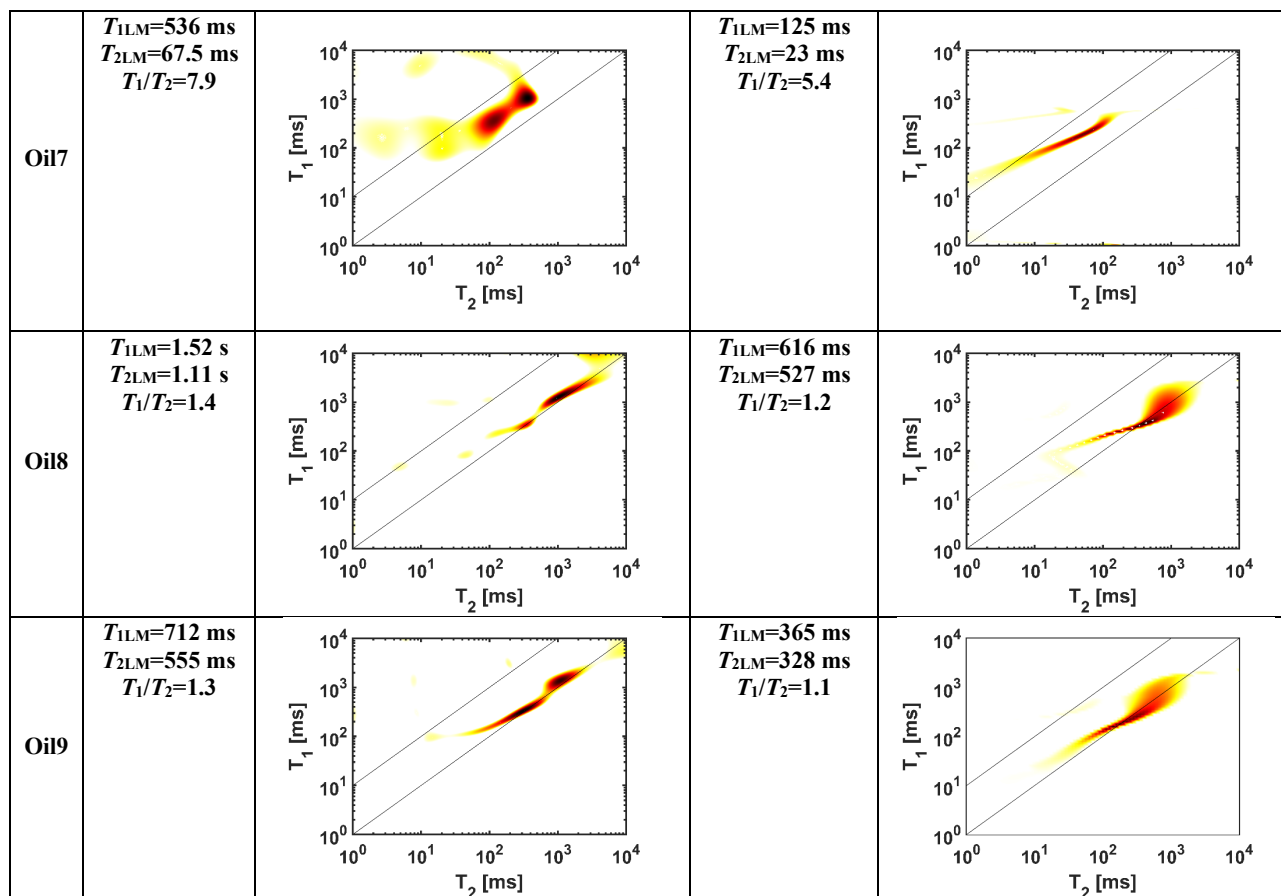 Oil7
T1LM=536 ms
T2LM=67.5 ms
T1/T2=7.9
10^4
10^3
10^2
10^1
10^0
T1 [ms]
10^0 10^1 10^2 10^3 10^4
T2 [ms]
T1LM=125 ms
T2LM=23 ms
T1/T2=5.4
10^4
10^3
10^2
10^1
10^0
T1 [ms]
10^0 10^1 10^2 10^3 10^4
T2 [ms]
Oil8
T1LM=1.52 s
T2LM=1.11 s
T1/T2=1.4
10^4
10^3
10^2
10^1
10^0
T1 [ms]
10^0 10^1 10^2 10^3 10^4
T2 [ms]
T1LM=616 ms
T2LM=527 ms
T1/T2=1.2
10^4
10^3
10^2
10^1
10^0
T1 [ms]
10^0 10^1 10^2 10^3 10^4
T2 [ms]
Oil9
T1LM=712 ms
T2LM=555 ms
T1/T2=1.3
10^4
10^3
10^2
10^1
10^0
T1 [ms]
10^0 10^1 10^2 10^3 10^4
T2 [ms]
T1LM=365 ms
T2LM=328 ms
T1/T2=1.1
10^4
10^3
10^2
10^1
10^0
T1 [ms]
10^0 10^1 10^2 10^3 10^4
T2 [ms]